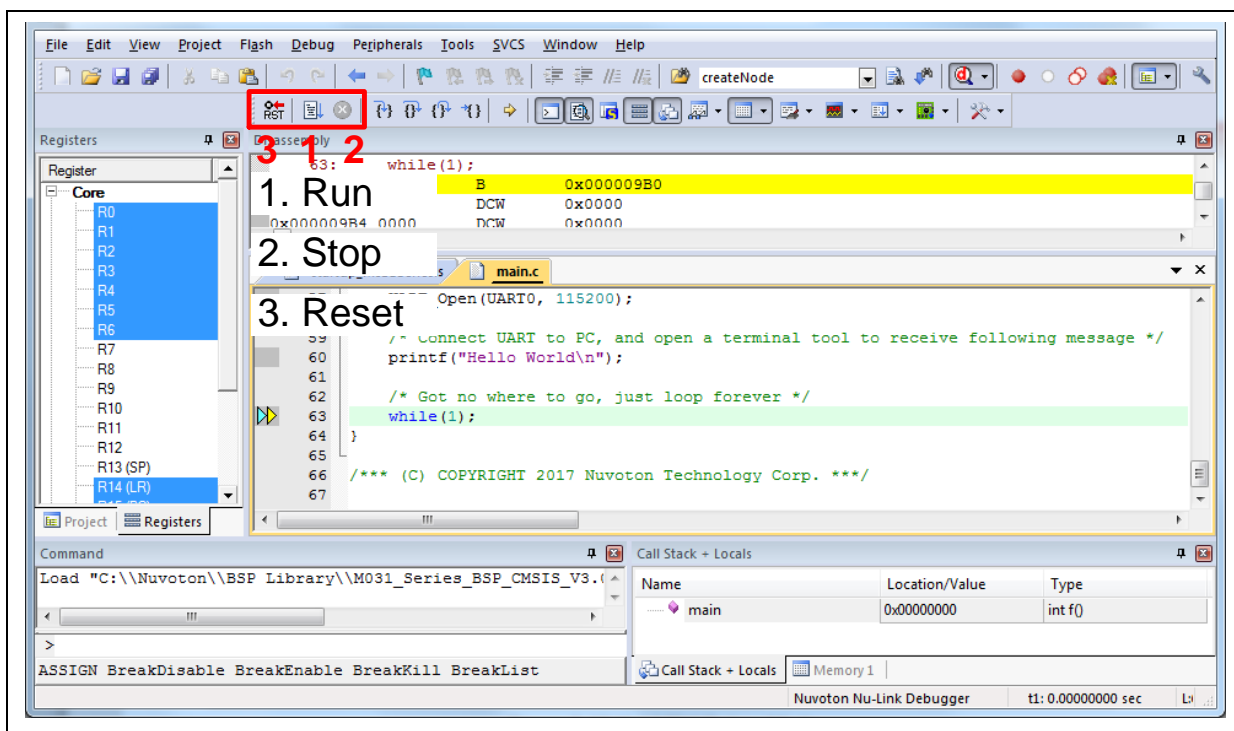 File Edit View Project Flash Debug Peripherals Tools SVCS Window Help
createNode
RST
3 1 2
Registers
Disassembly
Register
Core
R0
R1
R2
R3
R4
R5
R6
R7
R8
R9
R10
R11
R12
R13 (SP)
R14 (LR)
Project Registers
63: while(1);
1. Run
B 0x000009B0
DCW 0x0000
0x000009B4 0000 DCW 0x0000
2. Stop
main.c
3. Reset
Open(UART0, 115200);
59 /* Connect UART to PC, and open a terminal tool to receive following message */
60 printf("Hello World\n");
61
62 /* Got no where to go, just loop forever */
63 while(1);
64 }
65
66 /*** (C) COPYRIGHT 2017 Nuvoton Technology Corp. ***/
67
Command
Load "C:\\Nuvoton\\BSP Library\\M031_Series_BSP_CMSIS_V3.
>
ASSIGN BreakDisable BreakEnable BreakKill BreakList
Call Stack + Locals
Name Location/Value Type
main 0x00000000 int f()
Call Stack + Locals Memory 1
Nuvoton Nu-Link Debugger t1: 0.00000000 sec